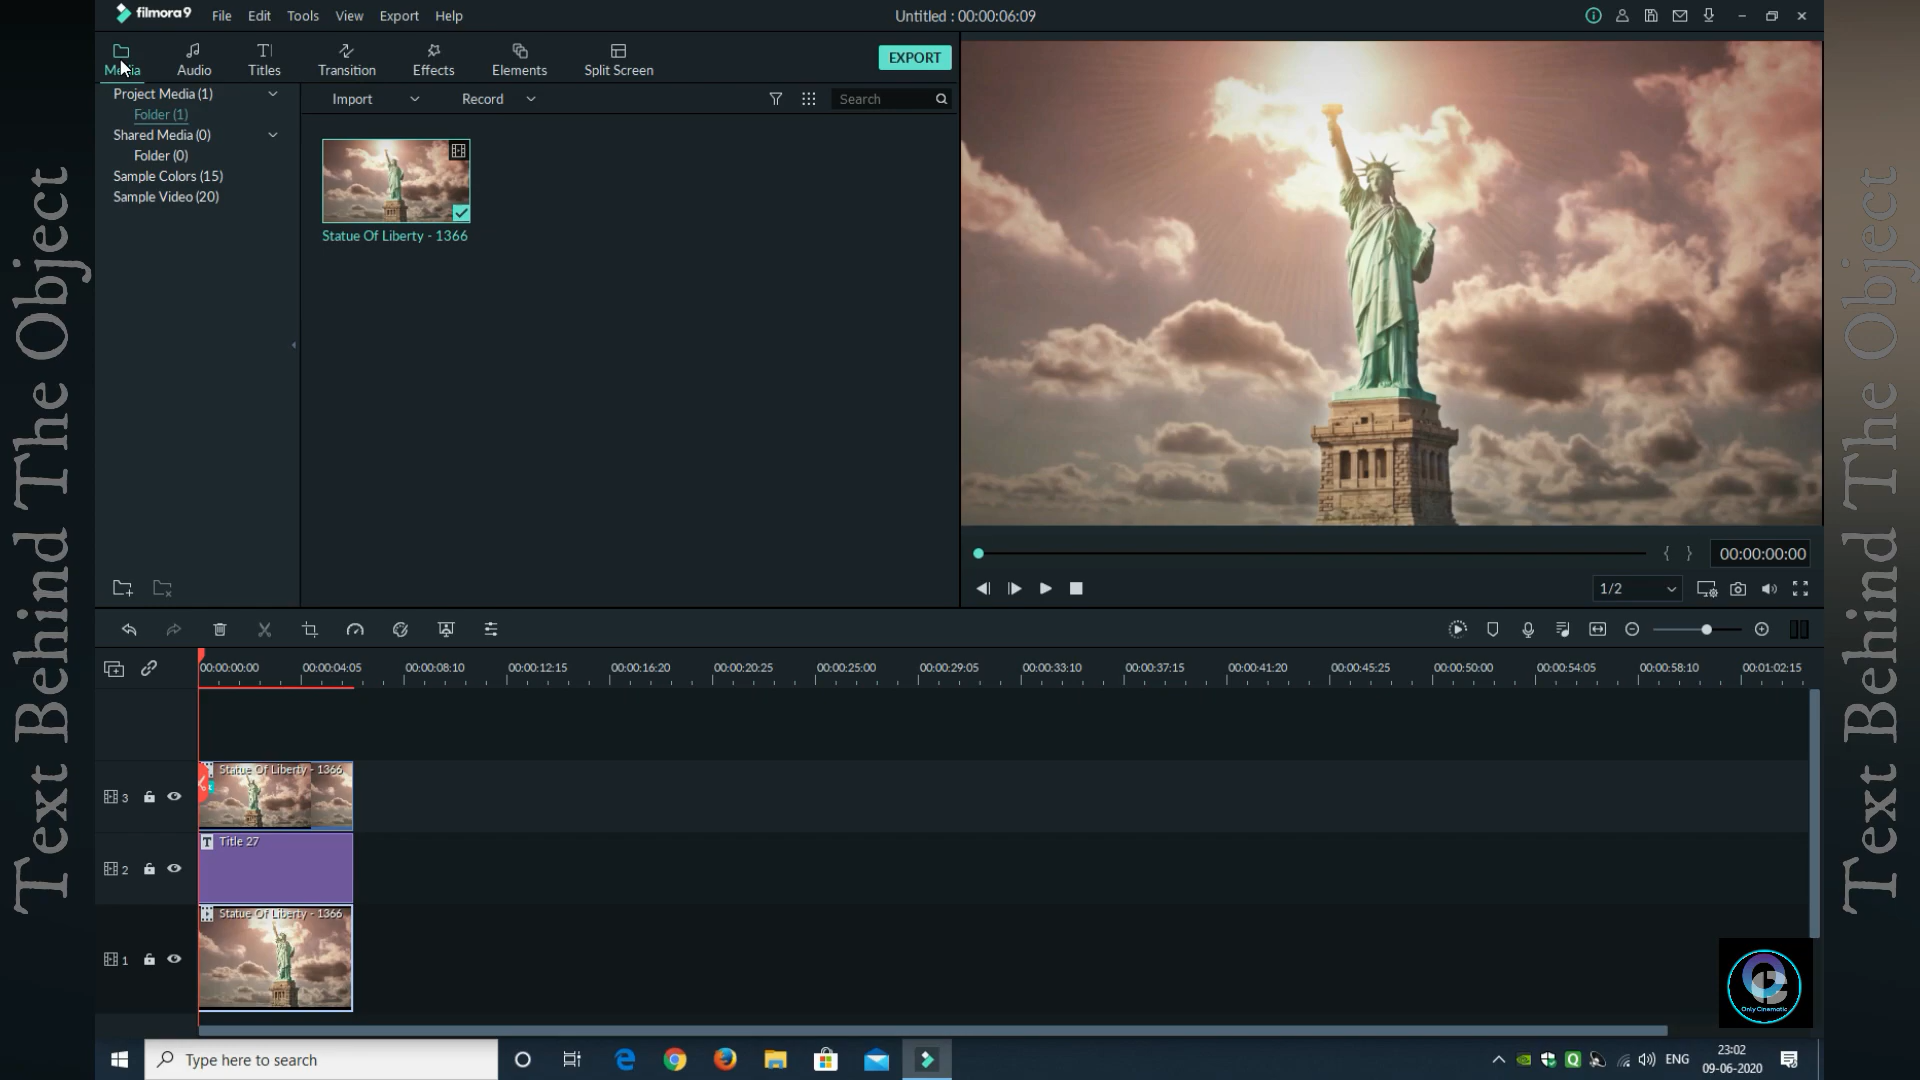 filmora9
File Edit Tools View Export Help
Untitled : 00:00:06:09
Media Audio Titles Transition Effects Elements Split Screen
EXPORT
Project Media (1)
Folder (1)
Shared Media (0)
Folder (0)
Sample Colors (15)
Sample Video (20)
Import Record Search
Statue Of Liberty - 1366
{ } 00:00:00:00
1/2
00:00:00:00 00:00:04:05 00:00:08:10 00:00:12:15 00:00:16:20 00:00:20:25 00:00:25:00 00:00:29:05 00:00:33:10 00:00:37:15 00:00:41:20 00:00:45:25 00:00:50:00 00:00:54:05 00:00:58:10 00:01:02:15
3
Statue Of Liberty - 1366
2
T Title 27
1
Statue Of Liberty - 1366
Only Cinematic
Type here to search
ENG
23:02
09-06-2020
Text Behind The Object
Text Behind The Object